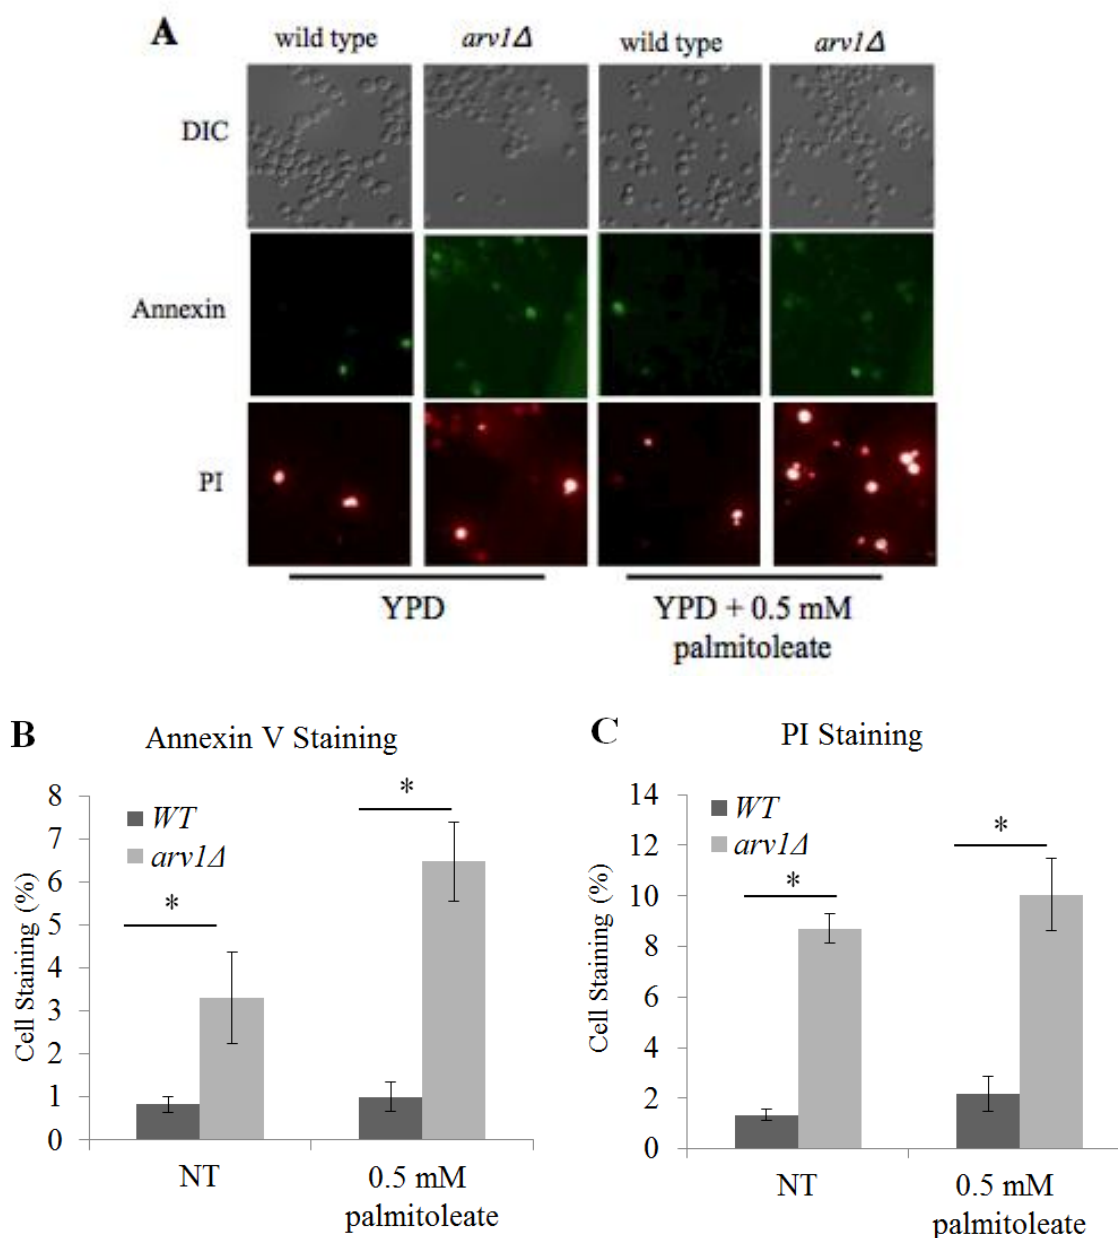 A
wild type arv1Δ wild type arv1Δ
DIC
Annexin
PI
YPD YPD + 0.5 mM
palmitoleate
B Annexin V Staining
Cell Staining (%)
8
7
6
5
4
3
2
1
0
WT
arv1Δ
*
*
NT 0.5 mM
palmitoleate
C PI Staining
Cell Staining (%)
14
12
10
8
6
4
2
0
WT
arv1Δ
*
*
NT 0.5 mM
palmitoleate